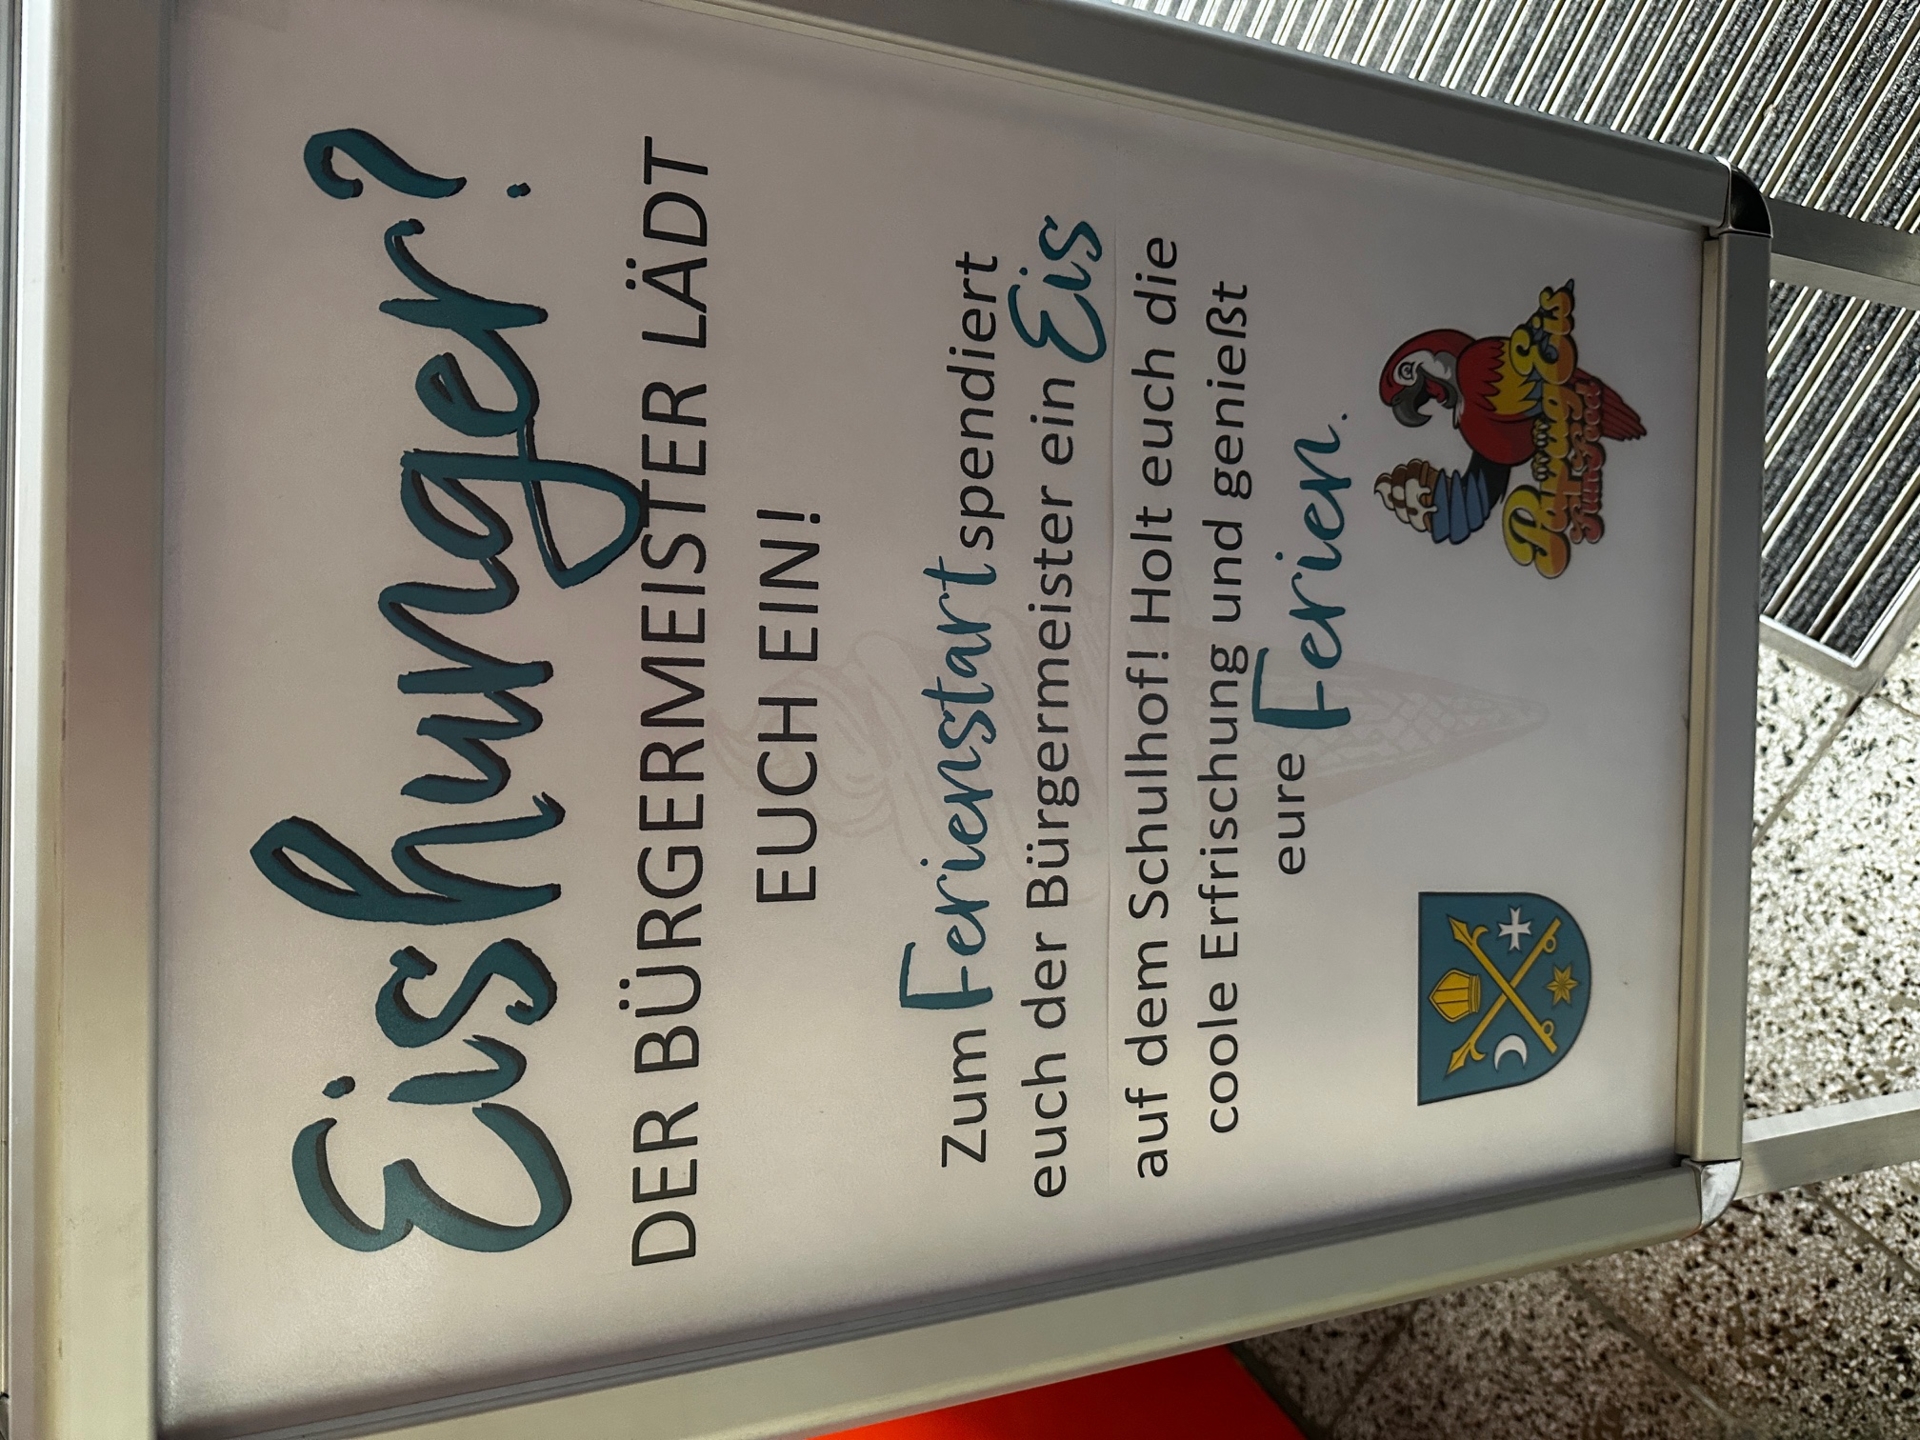 Eishunger?
DER BÜRGERMEISTER LÄDT
EUCH EIN!
Zum Ferienstart spendiert
euch der Bürgermeister ein Eis
auf dem Schulhof! Holt euch die
coole Erfrischung und genießt
eure Ferien.
Eis